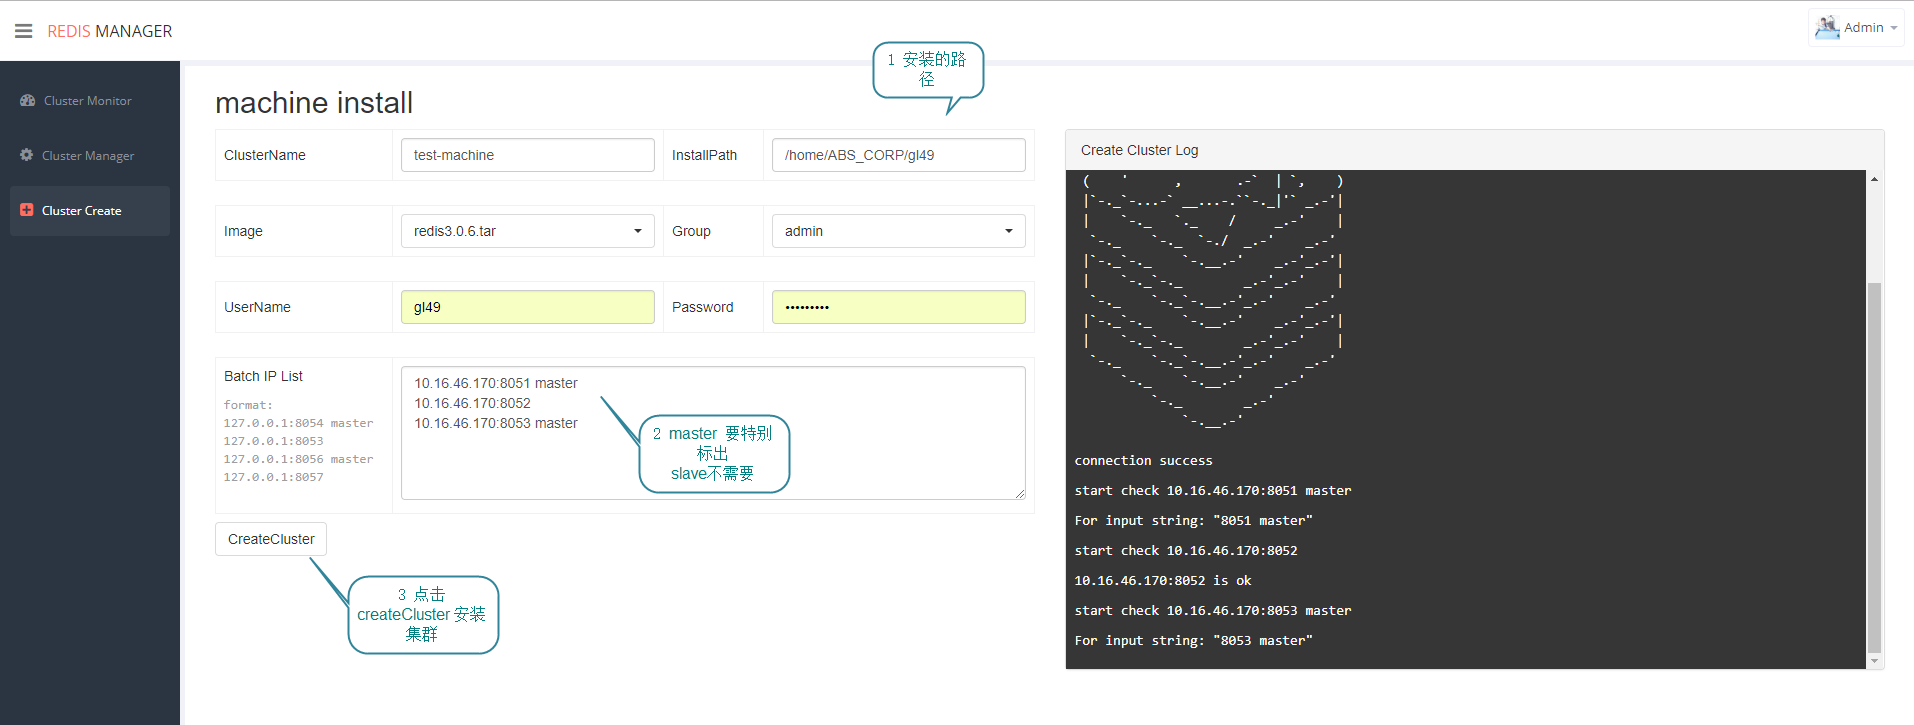 REDIS MANAGER
Admin
1 安装的路
径
Cluster Monitor
Cluster Manager
Cluster Create
machine install
ClusterName
test-machine
InstallPath
/home/ABS_CORP/gl49
Image
redis3.0.6.tar
Group
admin
UserName
gl49
Password
•••••••••
Batch IP List
format:
127.0.0.1:8054 master
127.0.0.1:8053
127.0.0.1:8056 master
127.0.0.1:8057
10.16.46.170:8051 master
10.16.46.170:8052
10.16.46.170:8053 master
2 master 要特别
标出
slave不需要
CreateCluster
3 点击
createCluster 安装
集群
Create Cluster Log
connection success
start check 10.16.46.170:8051 master
For input string: "8051 master"
start check 10.16.46.170:8052
10.16.46.170:8052 is ok
start check 10.16.46.170:8053 master
For input string: "8053 master"